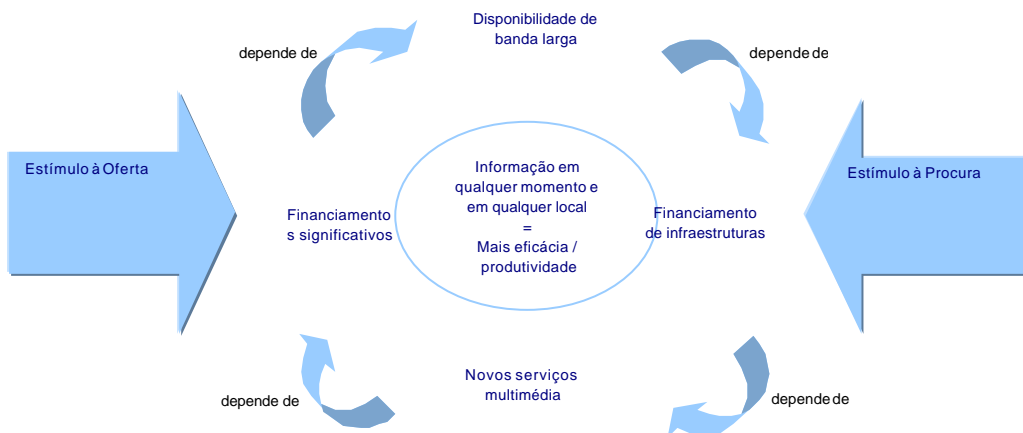 Disponibilidade de
banda larga
depende de
depende de
Estímulo à Oferta
Informação em
qualquer momento e
em qualquer local
=
Mais eficácia /
produtividade
Estímulo à Procura
Financiamento
s significativos
Financiamento
de infraestruturas
Novos serviços
multimédia
depende de
depende de